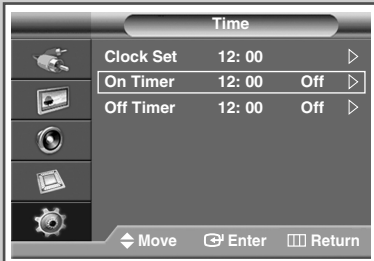 Time
Clock Set 12: 00
On Timer 12: 00 Off
Off Timer 12: 00 Off
Move Enter Return